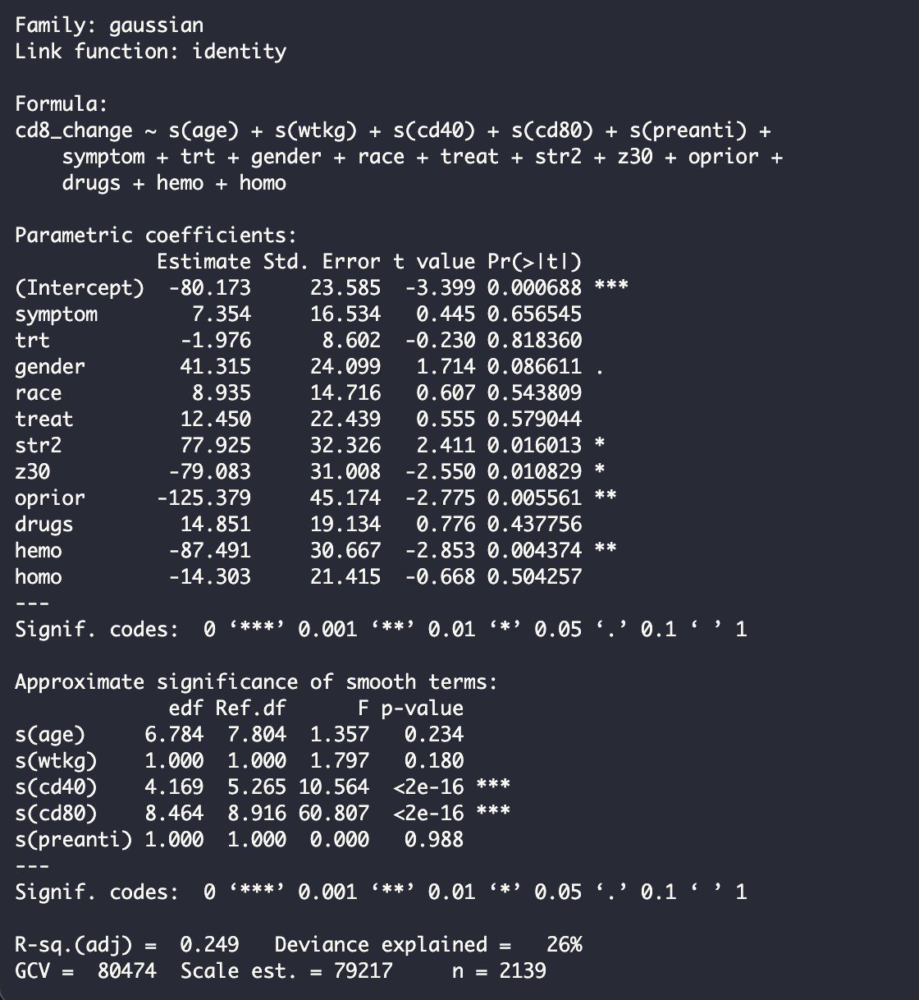 Family: gaussian
Link function: identity
Formula:
cd8_change ~ s(age) + s(wtkg) + s(cd40) + s(cd80) + s(preanti) +
symptom + trt + gender + race + treat + str2 + z30 + oprior +
drugs + hemo + homo
Parametric coefficients:
Estimate Std. Error t value Pr(>|t|)
(Intercept) -80.173 23.585 -3.399 0.000688 ***
symptom 7.354 16.534 0.445 0.656545
trt -1.976 8.602 -0.230 0.818360
gender 41.315 24.099 1.714 0.086611 .
race 8.935 14.716 0.607 0.543809
treat 12.450 22.439 0.555 0.579044
str2 77.925 32.326 2.411 0.016013 *
z30 -79.083 31.008 -2.550 0.010829 *
oprior -125.379 45.174 -2.775 0.005561 **
drugs 14.851 19.134 0.776 0.437756
hemo -87.491 30.667 -2.853 0.004374 **
homo -14.303 21.415 -0.668 0.504257
---
Signif. codes: 0 ‘***’ 0.001 ‘**’ 0.01 ‘*’ 0.05 ‘.’ 0.1 ‘ ’ 1
Approximate significance of smooth terms:
edf Ref.df F p-value
s(age) 6.784 7.804 1.357 0.234
s(wtkg) 1.000 1.000 1.797 0.180
s(cd40) 4.169 5.265 10.564 <2e-16 ***
s(cd80) 8.464 8.916 60.807 <2e-16 ***
s(preanti) 1.000 1.000 0.000 0.988
---
Signif. codes: 0 ‘***’ 0.001 ‘**’ 0.01 ‘*’ 0.05 ‘.’ 0.1 ‘ ’ 1
R-sq.(adj) = 0.249 Deviance explained = 26%
GCV = 80474 Scale est. = 79217 n = 2139